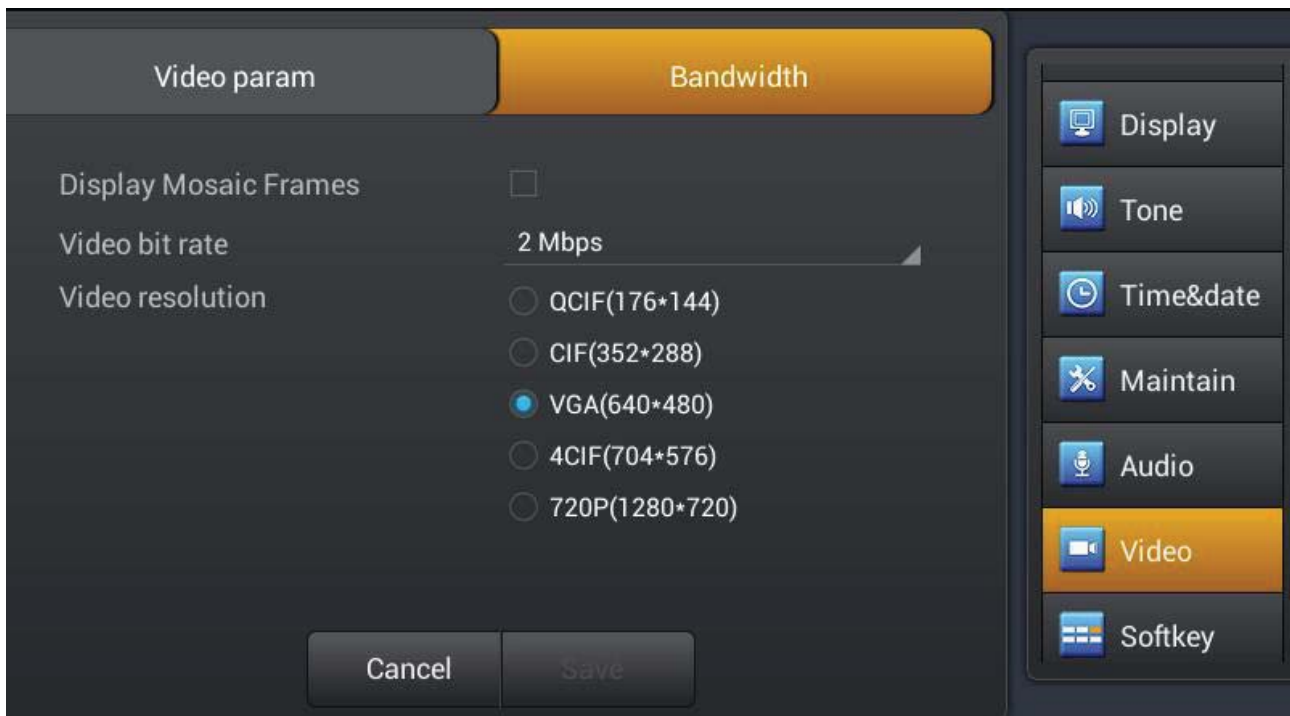 Video param
Bandwidth
Display Mosaic Frames
Video bit rate
2 Mbps
Video resolution
QCIF(176*144)
CIF(352*288)
VGA(640*480)
4CIF(704*576)
720P(1280*720)
Cancel
Save
Display
Tone
Time&date
Maintain
Audio
Video
Softkey